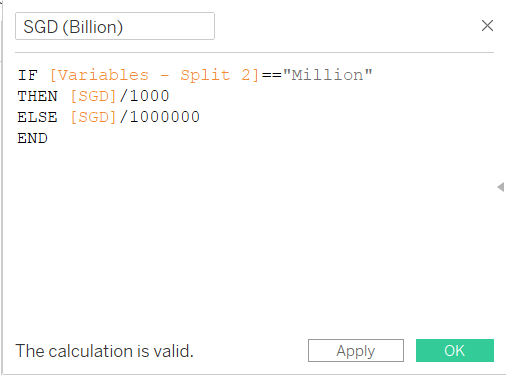 SGD (Billion)
IF [Variables - Split 2]=="Million"
THEN [SGD]/1000
ELSE [SGD]/1000000
END
The calculation is valid.
Apply
OK